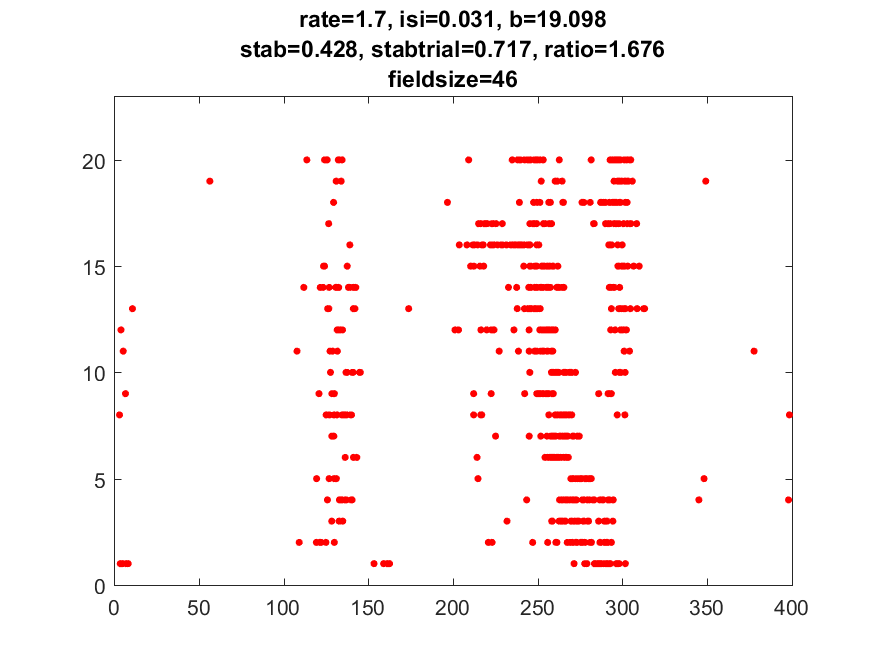 rate=1.7, isi=0.031, b=19.098
stab=0.428, stabtrial=0.717, ratio=1.676
fieldsize=46
20
15
10
5
0
0 50 100 150 200 250 300 350 400